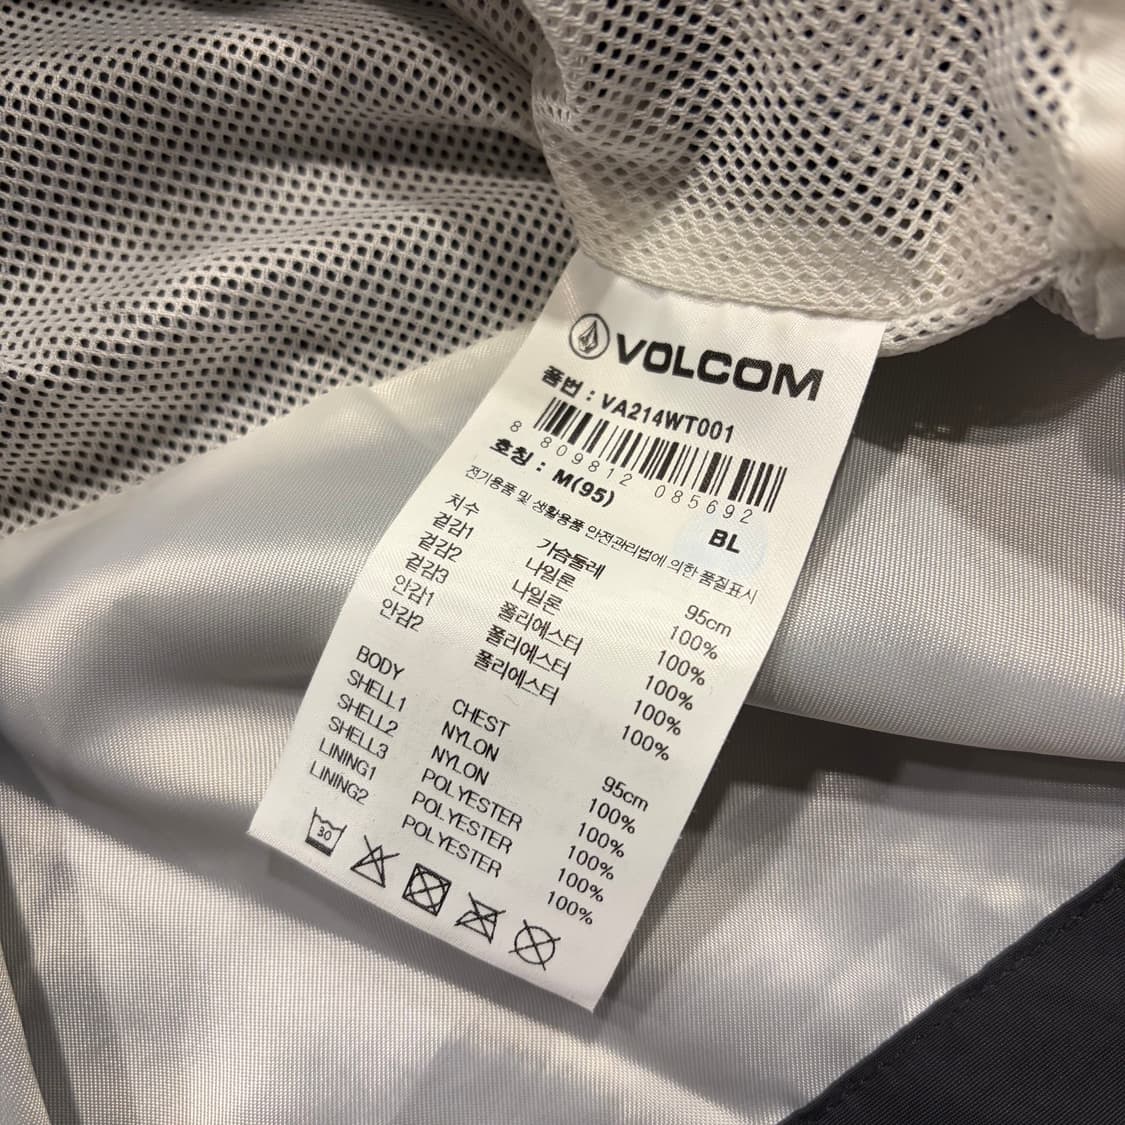 VOLCOM
품번 : VA214WT001
8 809812 085692
호칭 : M(95)
BL
전기용품 및 생활용품 안전관리법에 의한 품질표시
치수 가슴둘레 95cm
겉감1 나일론 100%
겉감2 나일론 100%
겉감3 폴리에스터 100%
안감1 폴리에스터 100%
안감2 폴리에스터 100%
BODY CHEST 95cm
SHELL1 NYLON 100%
SHELL2 NYLON 100%
SHELL3 POLYESTER 100%
LINING1 POLYESTER 100%
LINING2 POLYESTER 100%
30